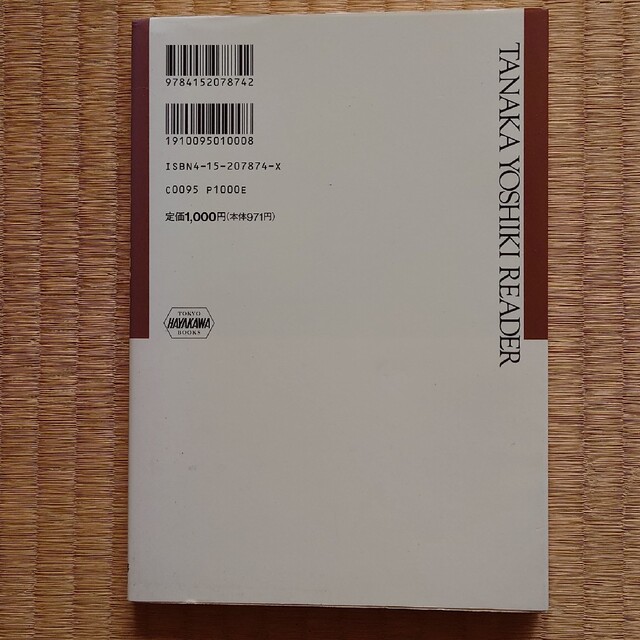 9784152078742
1910095010008
ISBN4-15-207874-X
C0095 P1000E
定価1,000円(本体971円)
TOKYO
HAYAKAWA
BOOKS
TANAKA YOSHIKI READER